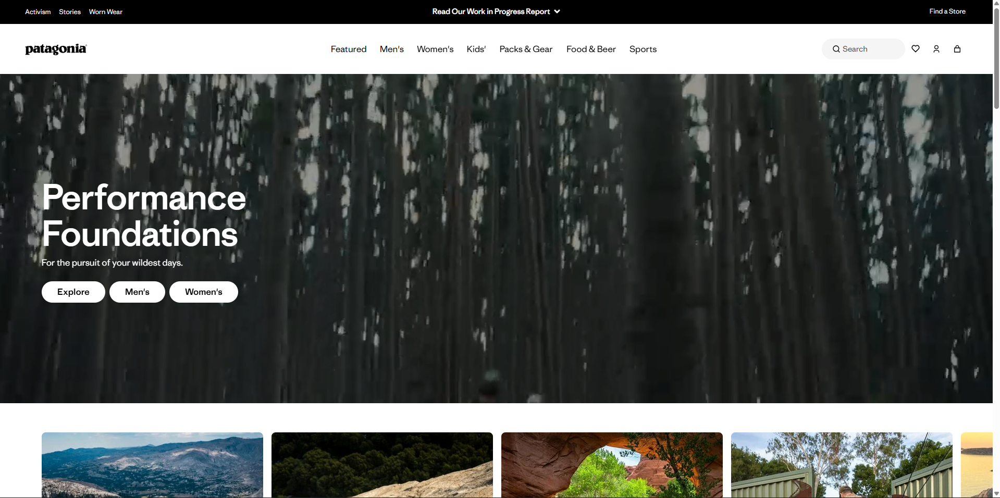 Activism Stories Worn Wear Read Our Work in Progress Report Find a Store
patagonia Featured Men's Women's Kids' Packs & Gear Food & Beer Sports Search
Performance
Foundations
For the pursuit of your wildest days.
Explore Men's Women's